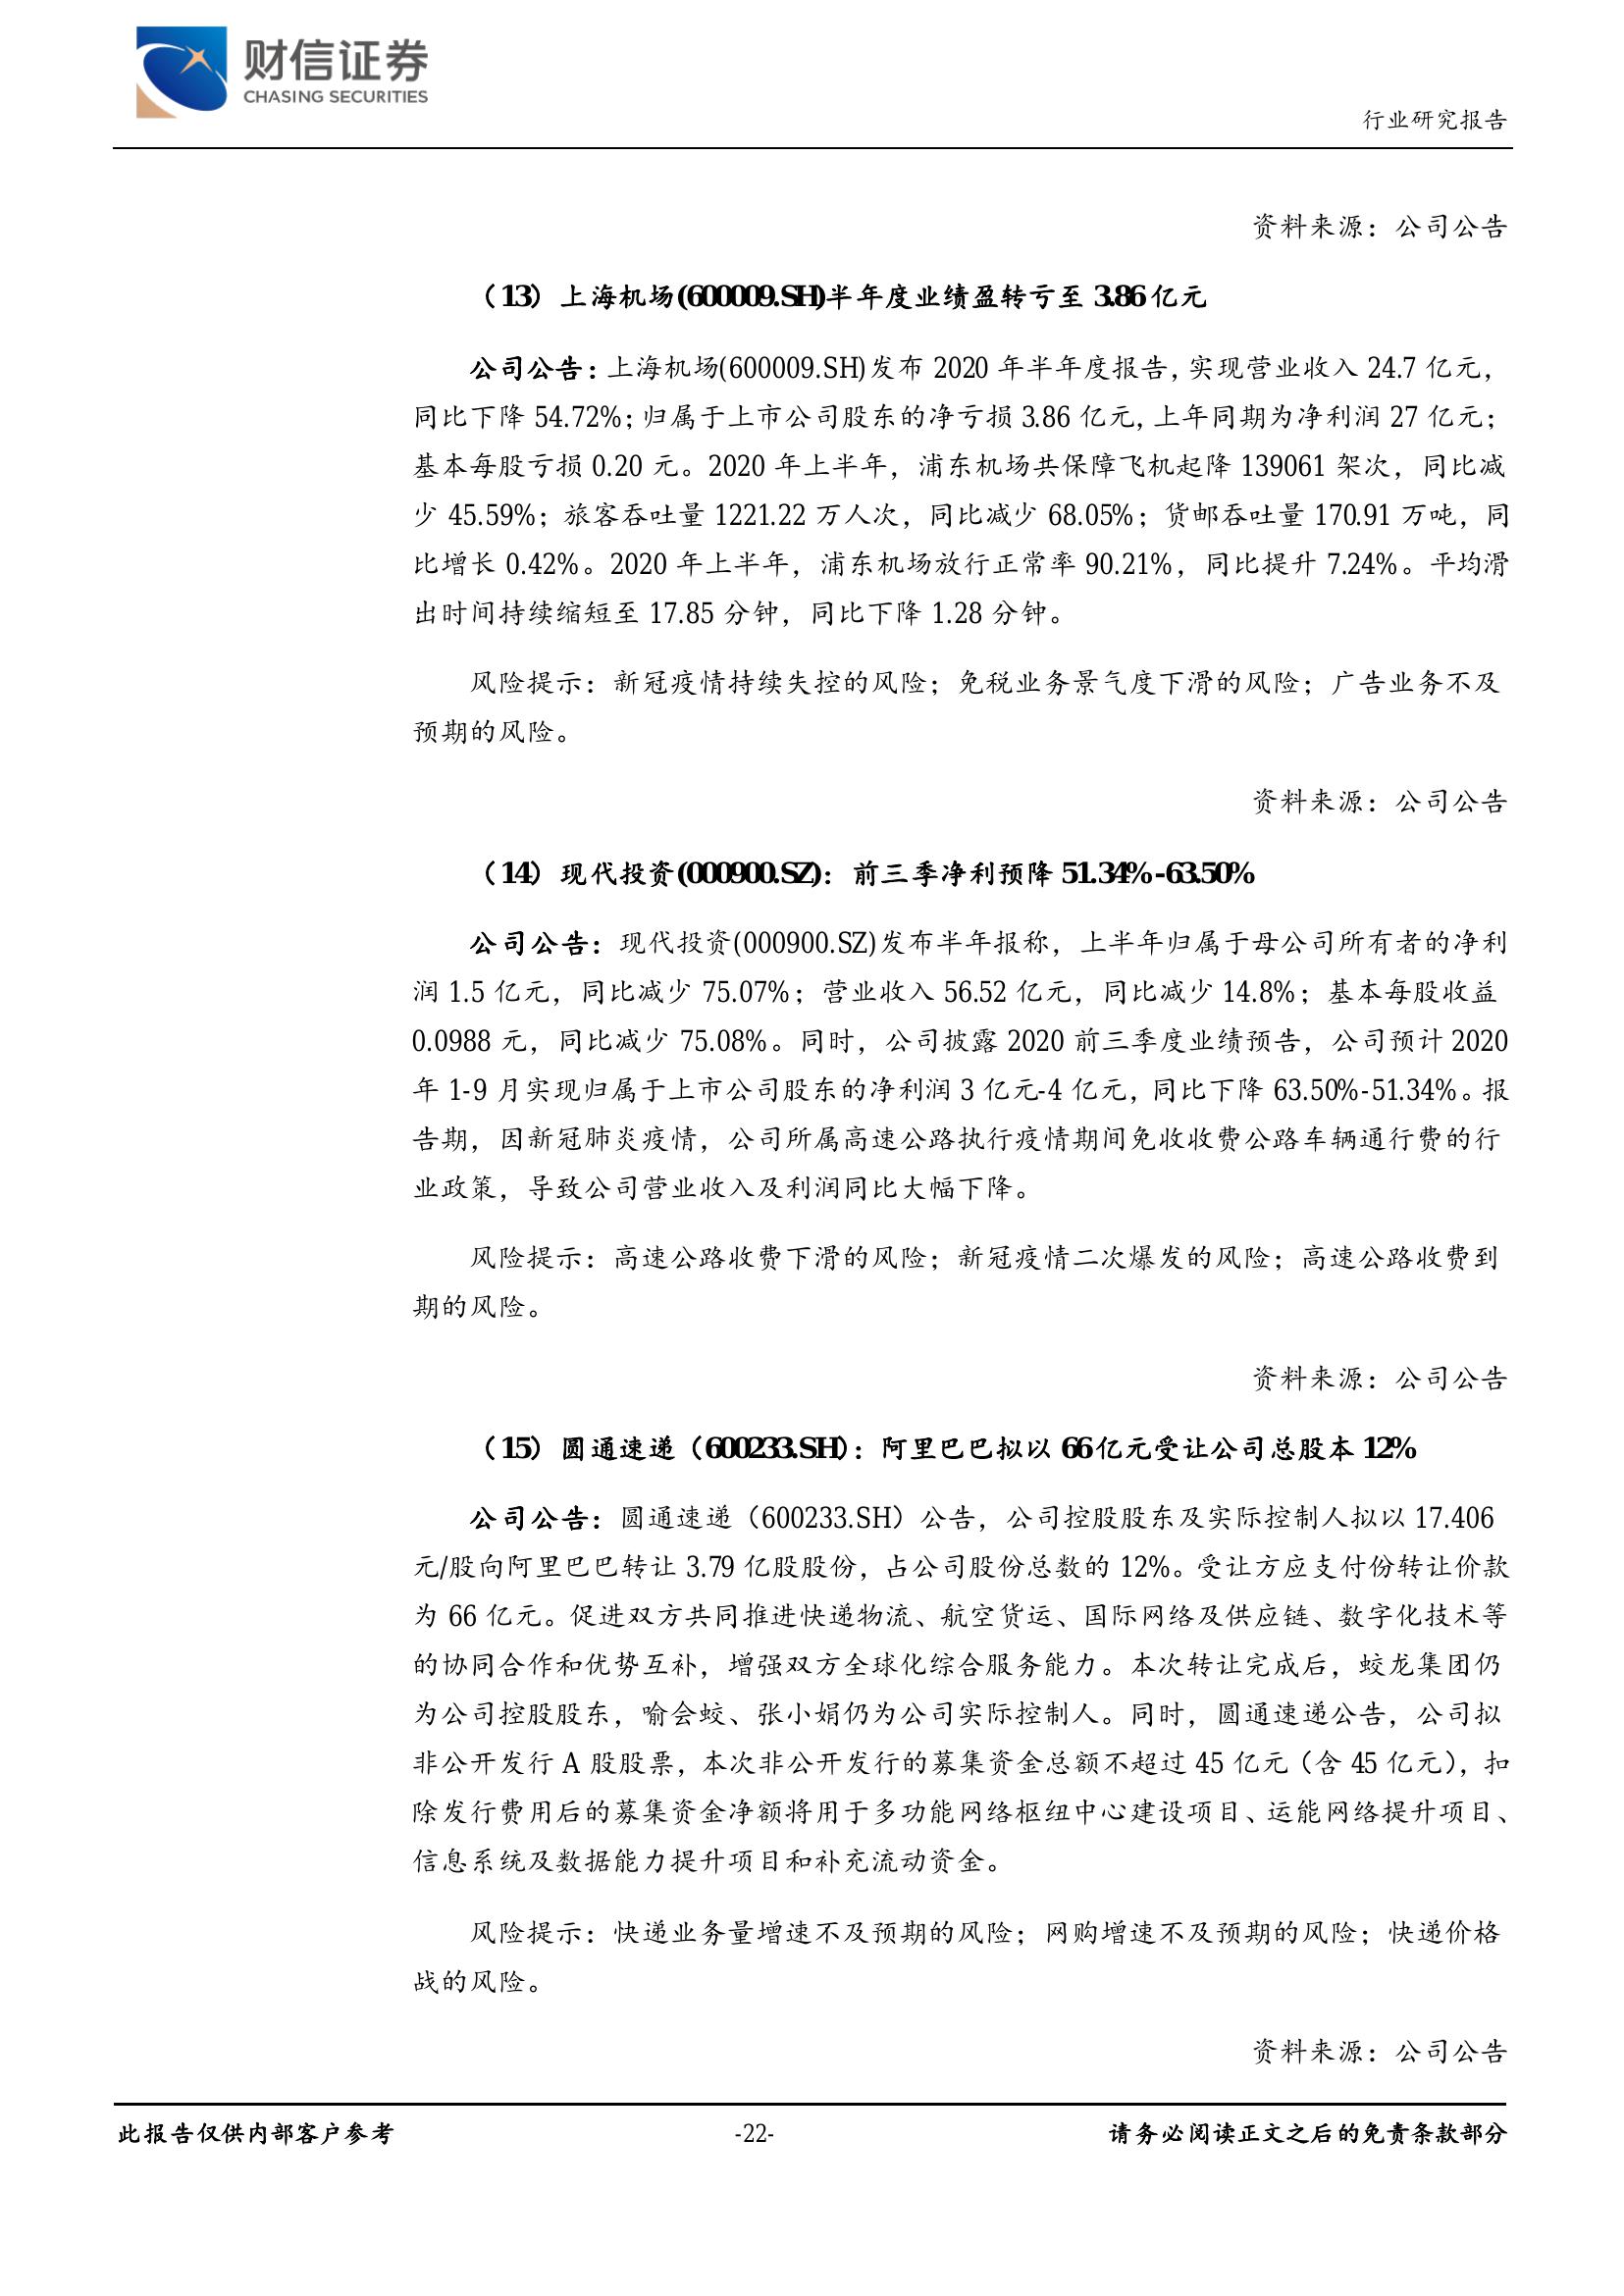 财信证券
CHASING SECURITIES
行业研究报告
资料来源：公司公告
（13）上海机场(600009.SH)半年度业绩盈转亏至 3.86 亿元
公司公告：上海机场(600009.SH)发布 2020 年半年度报告，实现营业收入 24.7 亿元，
同比下降 54.72%；归属于上市公司股东的净亏损 3.86 亿元，上年同期为净利润 27 亿元；
基本每股亏损 0.20 元。2020 年上半年，浦东机场共保障飞机起降 139061 架次，同比减
少 45.59%；旅客吞吐量 1221.22 万人次，同比减少 68.05%；货邮吞吐量 170.91 万吨，同
比增长 0.42%。2020 年上半年，浦东机场放行正常率 90.21%，同比提升 7.24%。平均滑
出时间持续缩短至 17.85 分钟，同比下降 1.28 分钟。
风险提示：新冠疫情持续失控的风险；免税业务景气度下滑的风险；广告业务不及
预期的风险。
资料来源：公司公告
（14）现代投资(000900.SZ)：前三季净利预降 51.34%-63.50%
公司公告：现代投资(000900.SZ)发布半年报称，上半年归属于母公司所有者的净利
润 1.5 亿元，同比减少 75.07%；营业收入 56.52 亿元，同比减少 14.8%；基本每股收益
0.0988 元，同比减少 75.08%。同时，公司披露 2020 前三季度业绩预告，公司预计 2020
年 1-9 月实现归属于上市公司股东的净利润 3 亿元-4 亿元，同比下降 63.50%-51.34%。报
告期，因新冠肺炎疫情，公司所属高速公路执行疫情期间免收收费公路车辆通行费的行
业政策，导致公司营业收入及利润同比大幅下降。
风险提示：高速公路收费下滑的风险；新冠疫情二次爆发的风险；高速公路收费到
期的风险。
资料来源：公司公告
（15）圆通速递（600233.SH）：阿里巴巴拟以 66 亿元受让公司总股本 12%
公司公告：圆通速递（600233.SH）公告，公司控股股东及实际控制人拟以 17.406
元/股向阿里巴巴转让 3.79 亿股股份，占公司股份总数的 12%。受让方应支付份转让价款
为 66 亿元。促进双方共同推进快递物流、航空货运、国际网络及供应链、数字化技术等
的协同合作和优势互补，增强双方全球化综合服务能力。本次转让完成后，蛟龙集团仍
为公司控股股东，喻会蛟、张小娟仍为公司实际控制人。同时，圆通速递公告，公司拟
非公开发行 A 股股票，本次非公开发行的募集资金总额不超过 45 亿元（含 45 亿元），扣
除发行费用后的募集资金净额将用于多功能网络枢纽中心建设项目、运能网络提升项目、
信息系统及数据能力提升项目和补充流动资金。
风险提示：快递业务量增速不及预期的风险；网购增速不及预期的风险；快递价格
战的风险。
资料来源：公司公告
此报告仅供内部客户参考
-22-
请务必阅读正文之后的免责条款部分